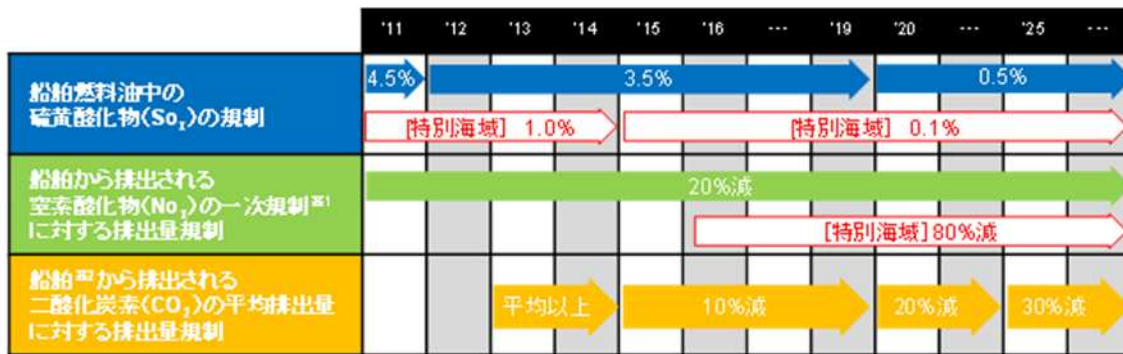 '11 '12 '13 '14 '15 '16 --- '19 '20 --- '25 ---
船舶燃料油中の
硫黄酸化物(Sox)の規制
4.5% 3.5% 0.5%
[特別海域] 1.0% [特別海域] 0.1%
船舶から排出される
窒素酸化物(Nox)の一次規制※1
に対する排出量規制
20%減
[特別海域]80%減
船舶※2から排出される
二酸化炭素(CO2)の平均排出量
に対する排出量規制
平均以上 10%減 20%減 30%減